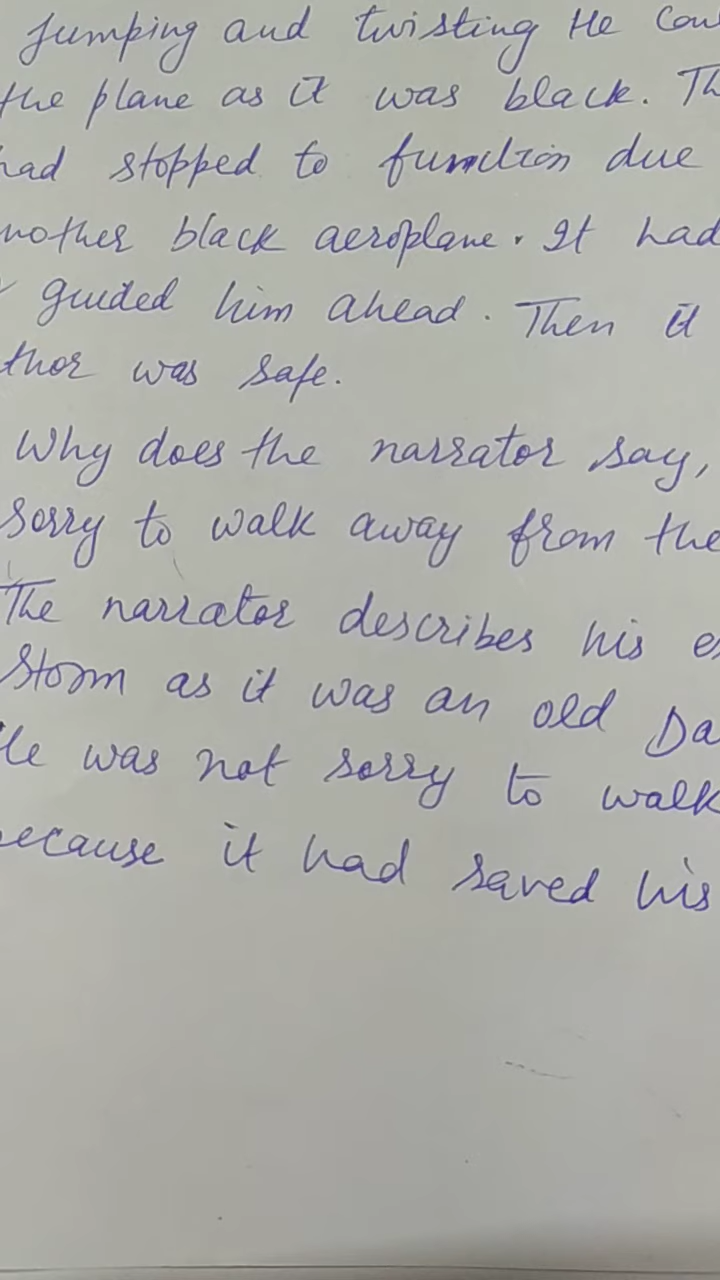 Jumping and twisting He cou
the plane as it was black. Th
had stopped to function due
nother black aeroplane. It had
guided him ahead. Then it
thor was safe.
Why does the narrator say,
sorry to walk away from the
The narrator describes his e
storm as it was an old Da
He was not sorry to walk
because it had saved his